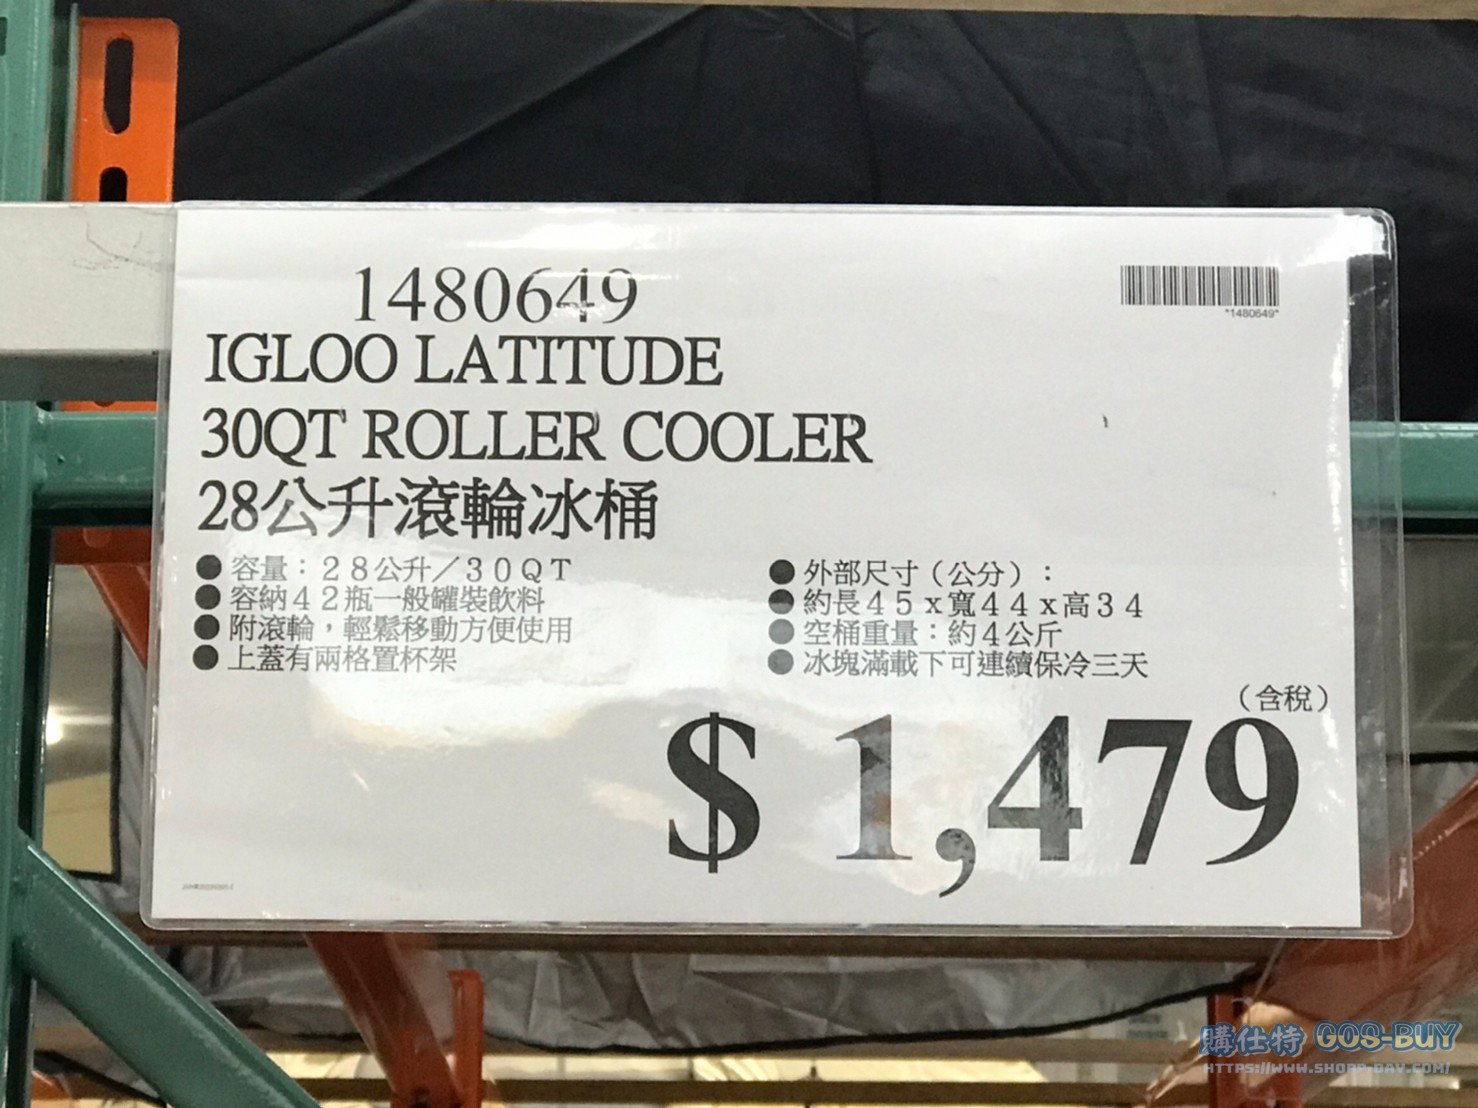 1480649
*1480649*
IGLOO LATITUDE
30QT ROLLER COOLER
28公升滾輪冰桶
●容量：２８公升／３０ＱＴ
●容納４２瓶一般罐裝飲料
●附滾輪，輕鬆移動方便使用
●上蓋有兩格置杯架
●外部尺寸（公分）：
●約長４５ｘ寬４４ｘ高３４
●空桶重量：約４公斤
●冰塊滿載下可連續保冷三天
（含稅）
$ 1,479
購仕特 GOS-BUY